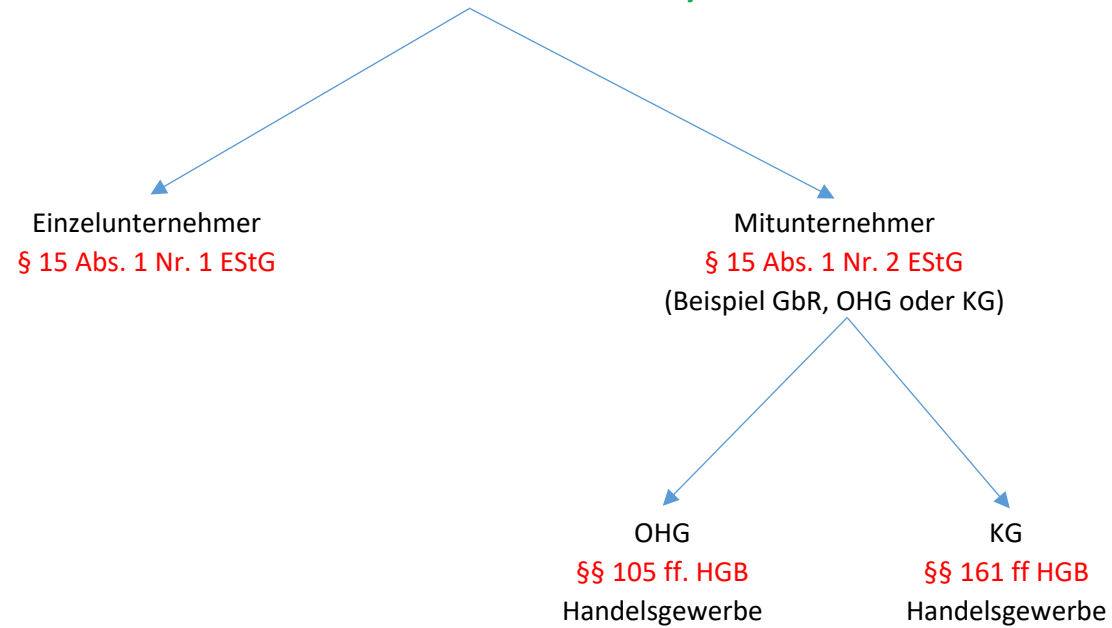 Einzelunternehmer
§ 15 Abs. 1 Nr. 1 EStG
Mitunternehmer
§ 15 Abs. 1 Nr. 2 EStG
(Beispiel GbR, OHG oder KG)
OHG
§§ 105 ff. HGB
Handelsgewerbe
KG
§§ 161 ff HGB
Handelsgewerbe